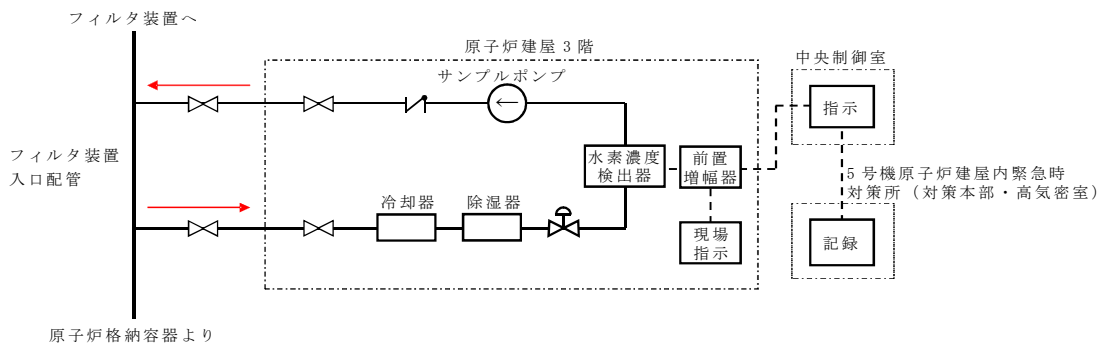 フィルタ装置へ
原子炉建屋 3 階
サンプルポンプ
中央制御室
指示
フィルタ装置
入口配管
水素濃度
検出器
前置
増幅器
5 号機原子炉建屋内緊急時
対策所（対策本部・高気密室）
冷却器
除湿器
現場
指示
記録
原子炉格納容器より